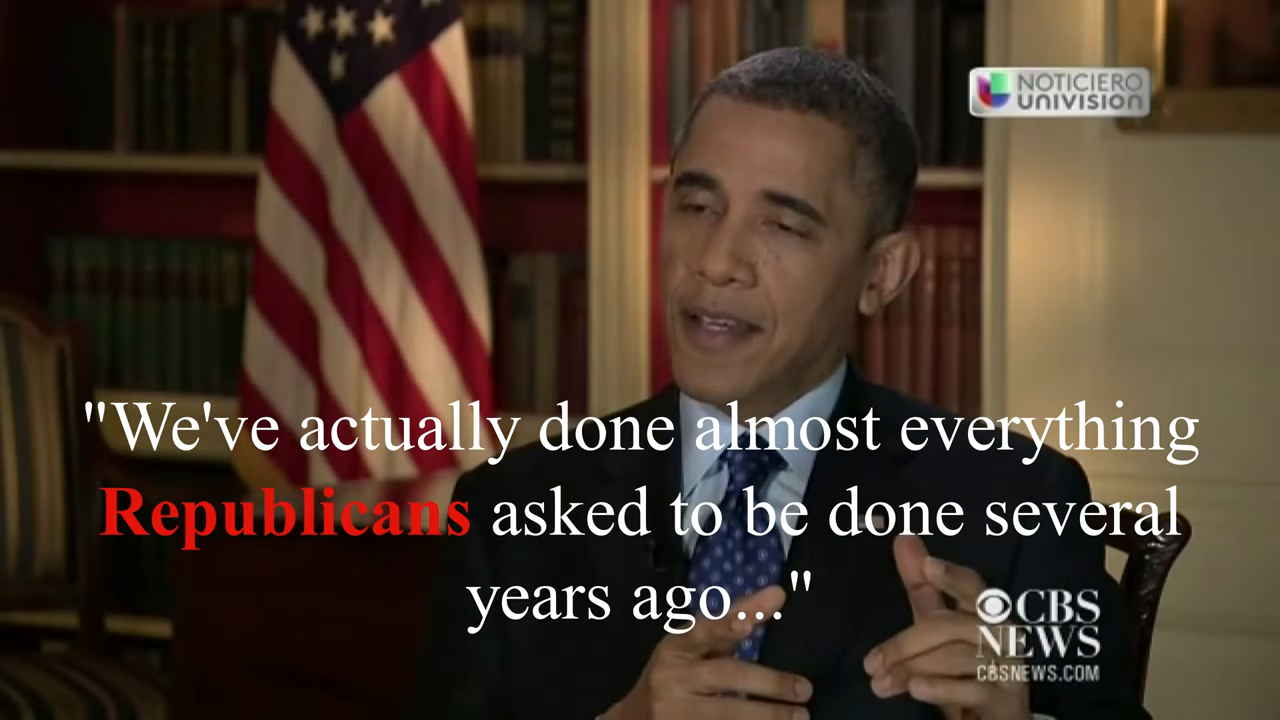 NOTICIERO
UNIVISION
"We've actually done almost everything
Republicans asked to be done several
years ago..."
CBS
NEWS
CBSNEWS.COM